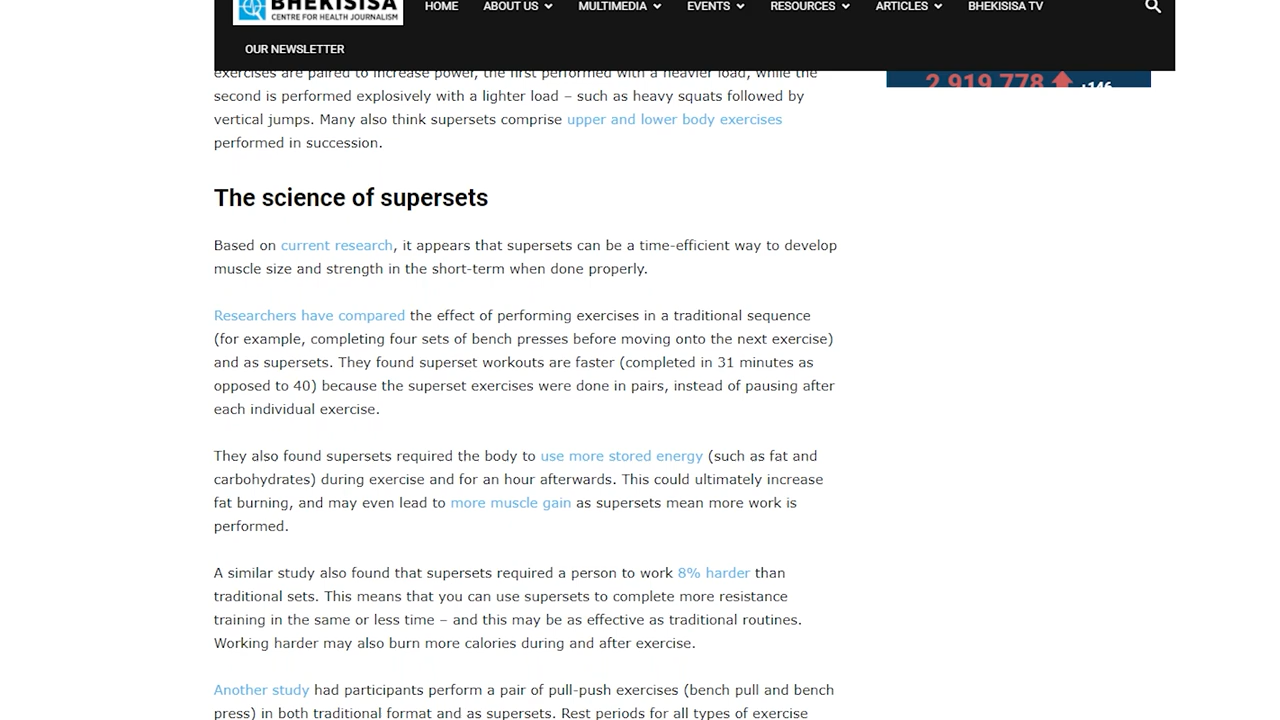 BHEKISISA
CENTRE FOR HEALTH JOURNALISM
HOME
ABOUT US
MULTIMEDIA
EVENTS
RESOURCES
ARTICLES
BHEKISISA TV
OUR NEWSLETTER
exercises are paired to increase power, the first performed with a heavier load, while the
second is performed explosively with a lighter load – such as heavy squats followed by
vertical jumps. Many also think supersets comprise upper and lower body exercises
performed in succession.
2 919 778
+146
The science of supersets
Based on current research, it appears that supersets can be a time-efficient way to develop
muscle size and strength in the short-term when done properly.
Researchers have compared the effect of performing exercises in a traditional sequence
(for example, completing four sets of bench presses before moving onto the next exercise)
and as supersets. They found superset workouts are faster (completed in 31 minutes as
opposed to 40) because the superset exercises were done in pairs, instead of pausing after
each individual exercise.
They also found supersets required the body to use more stored energy (such as fat and
carbohydrates) during exercise and for an hour afterwards. This could ultimately increase
fat burning, and may even lead to more muscle gain as supersets mean more work is
performed.
A similar study also found that supersets required a person to work 8% harder than
traditional sets. This means that you can use supersets to complete more resistance
training in the same or less time – and this may be as effective as traditional routines.
Working harder may also burn more calories during and after exercise.
Another study had participants perform a pair of pull-push exercises (bench pull and bench
press) in both traditional format and as supersets. Rest periods for all types of exercise